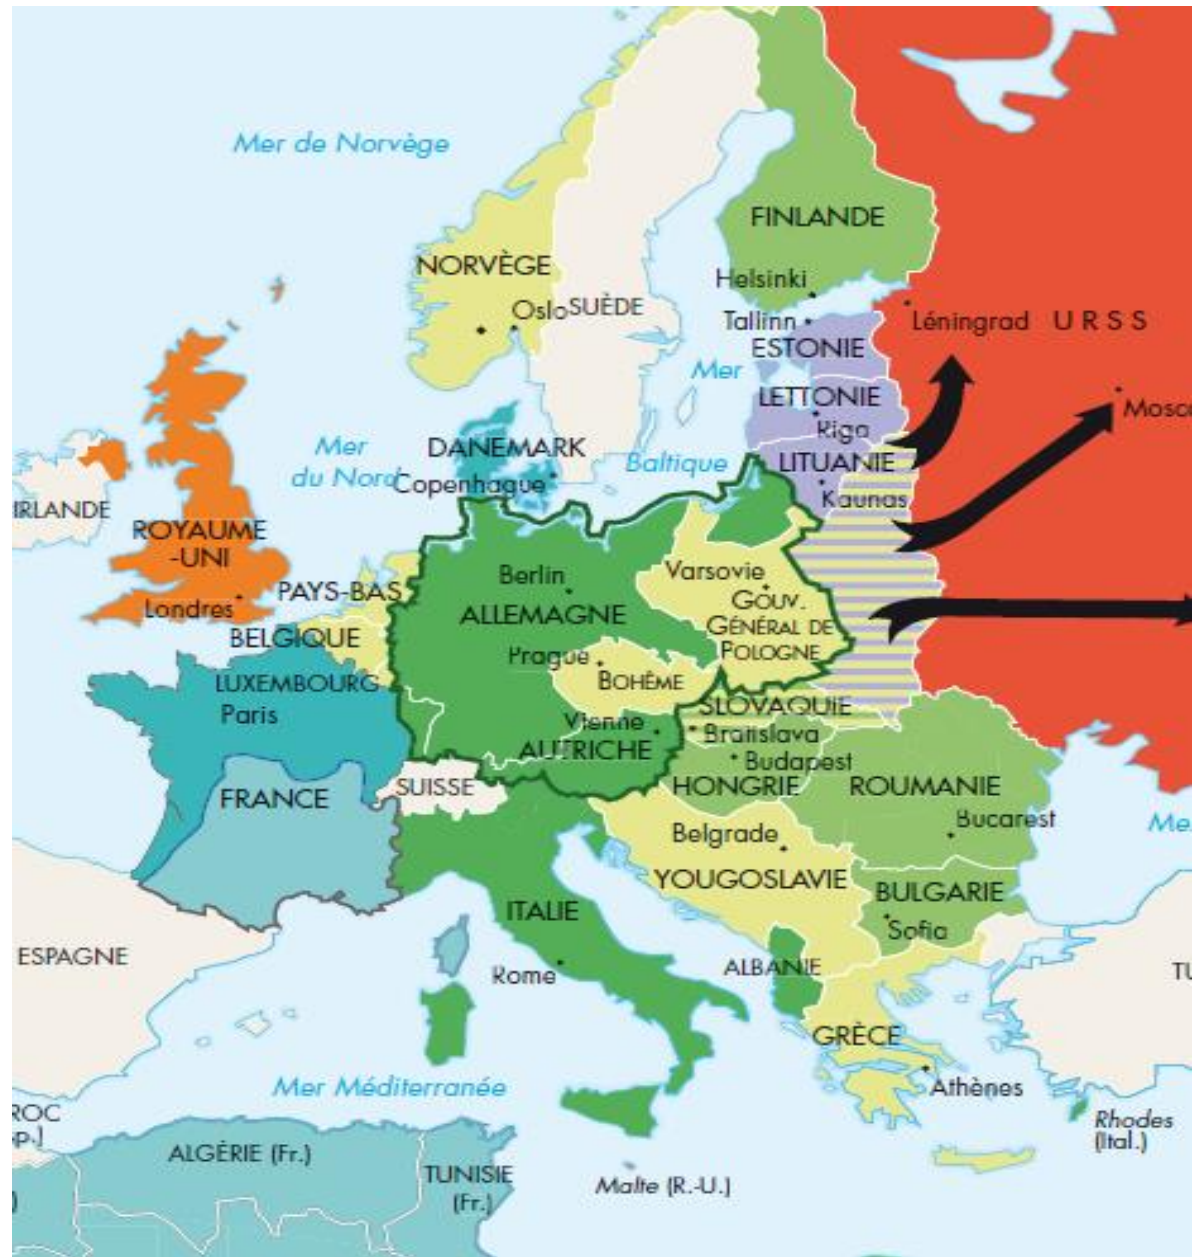 Mer de Norvège
FINLANDE
NORVÈGE
Helsinki
Oslo
SUÈDE
Tallinn
Léningrad
URSS
ESTONIE
Mer
LETTONIE
Riga
DANEMARK
Mer
du Nord
Baltique
LITUANIE
Copenhague
Kaunas
IRLANDE
ROYAUME
-UNI
Berlin
Varsovie
PAYS-BAS
GOUV.
GÉNÉRAL DE
POLOGNE
Londres
ALLEMAGNE
BELGIQUE
Prague
BOHÊME
LUXEMBOURG
Paris
SLOVAQUIE
Vienne
Bratislava
AUTRICHE
Budapest
SUISSE
HONGRIE
ROUMANIE
FRANCE
Bucarest
Belgrade
YOUGOSLAVIE
BULGARIE
ITALIE
Sofia
ESPAGNE
Rome
ALBANIE
GRÈCE
Mer Méditerranée
Athènes
Rhodes
(Ital.)
ALGÉRIE (Fr.)
TUNISIE
(Fr.)
Malte (R.-U.)